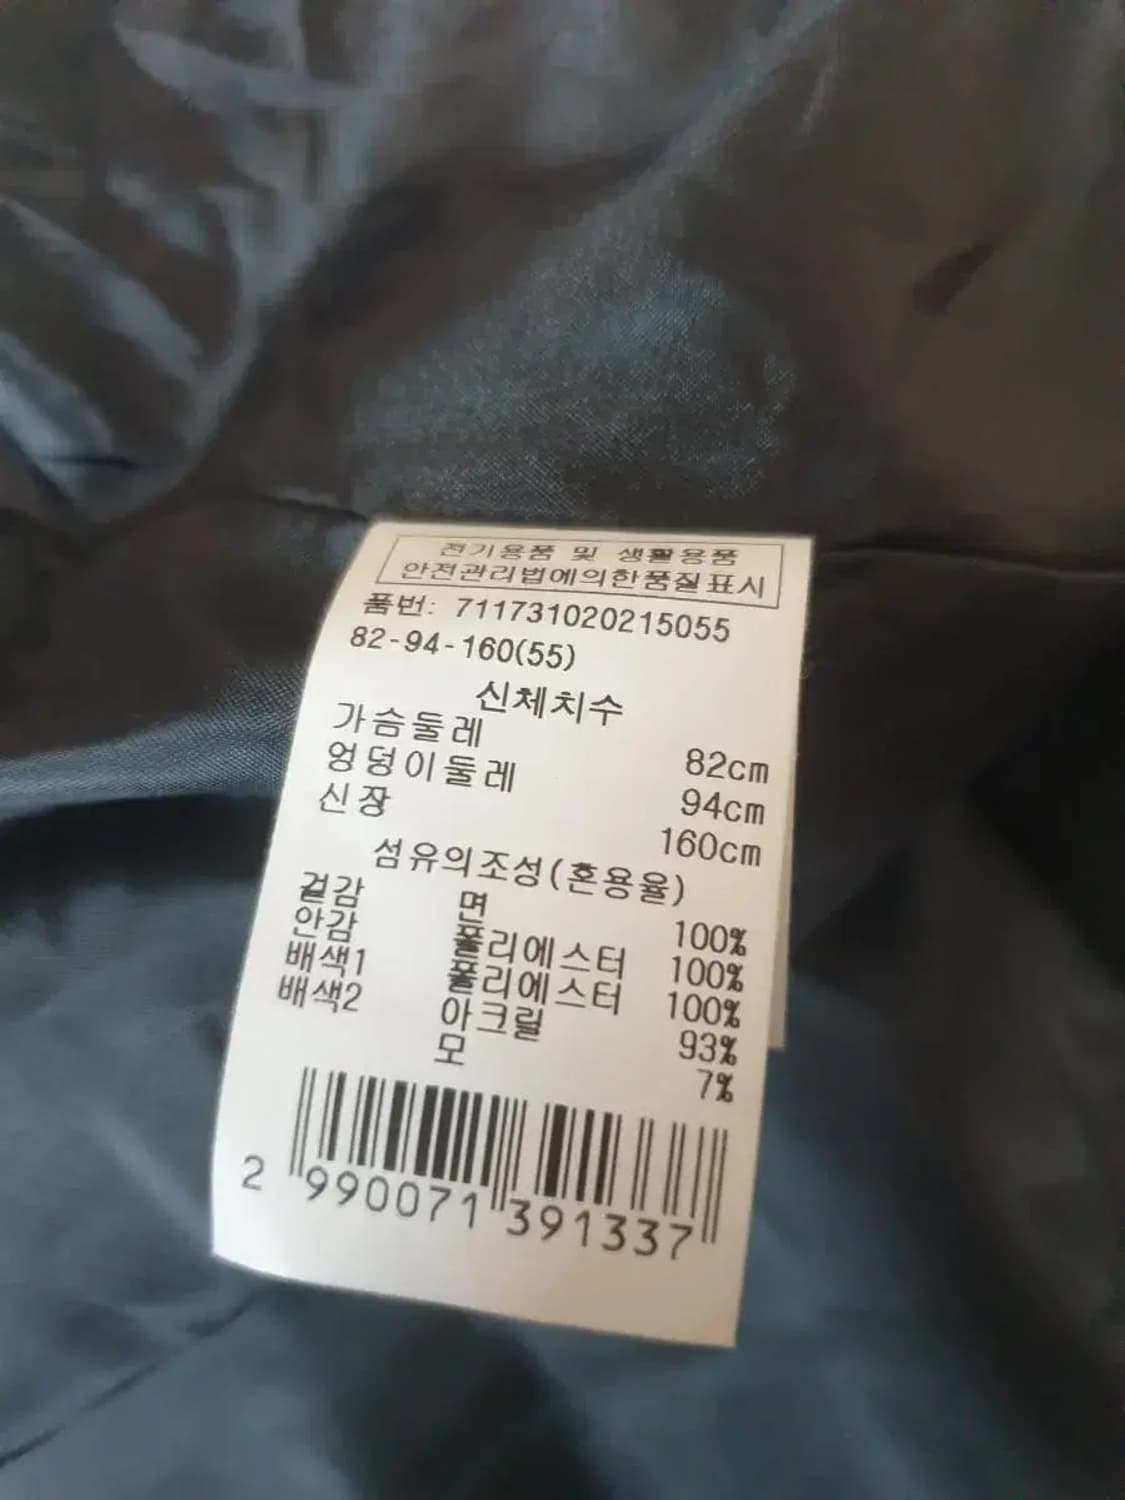 전기용품 및 생활용품
안전관리법에의한품질표시
품번: 711731020215055
82-94-160(55)
신체치수
가슴둘레 82cm
엉덩이둘레 94cm
신장 160cm
섬유의조성(혼용율)
겉감 면 100%
안감 폴리에스터 100%
배색1 폴리에스터 100%
배색2 아크릴 93%
모 7%
2 990071 391337